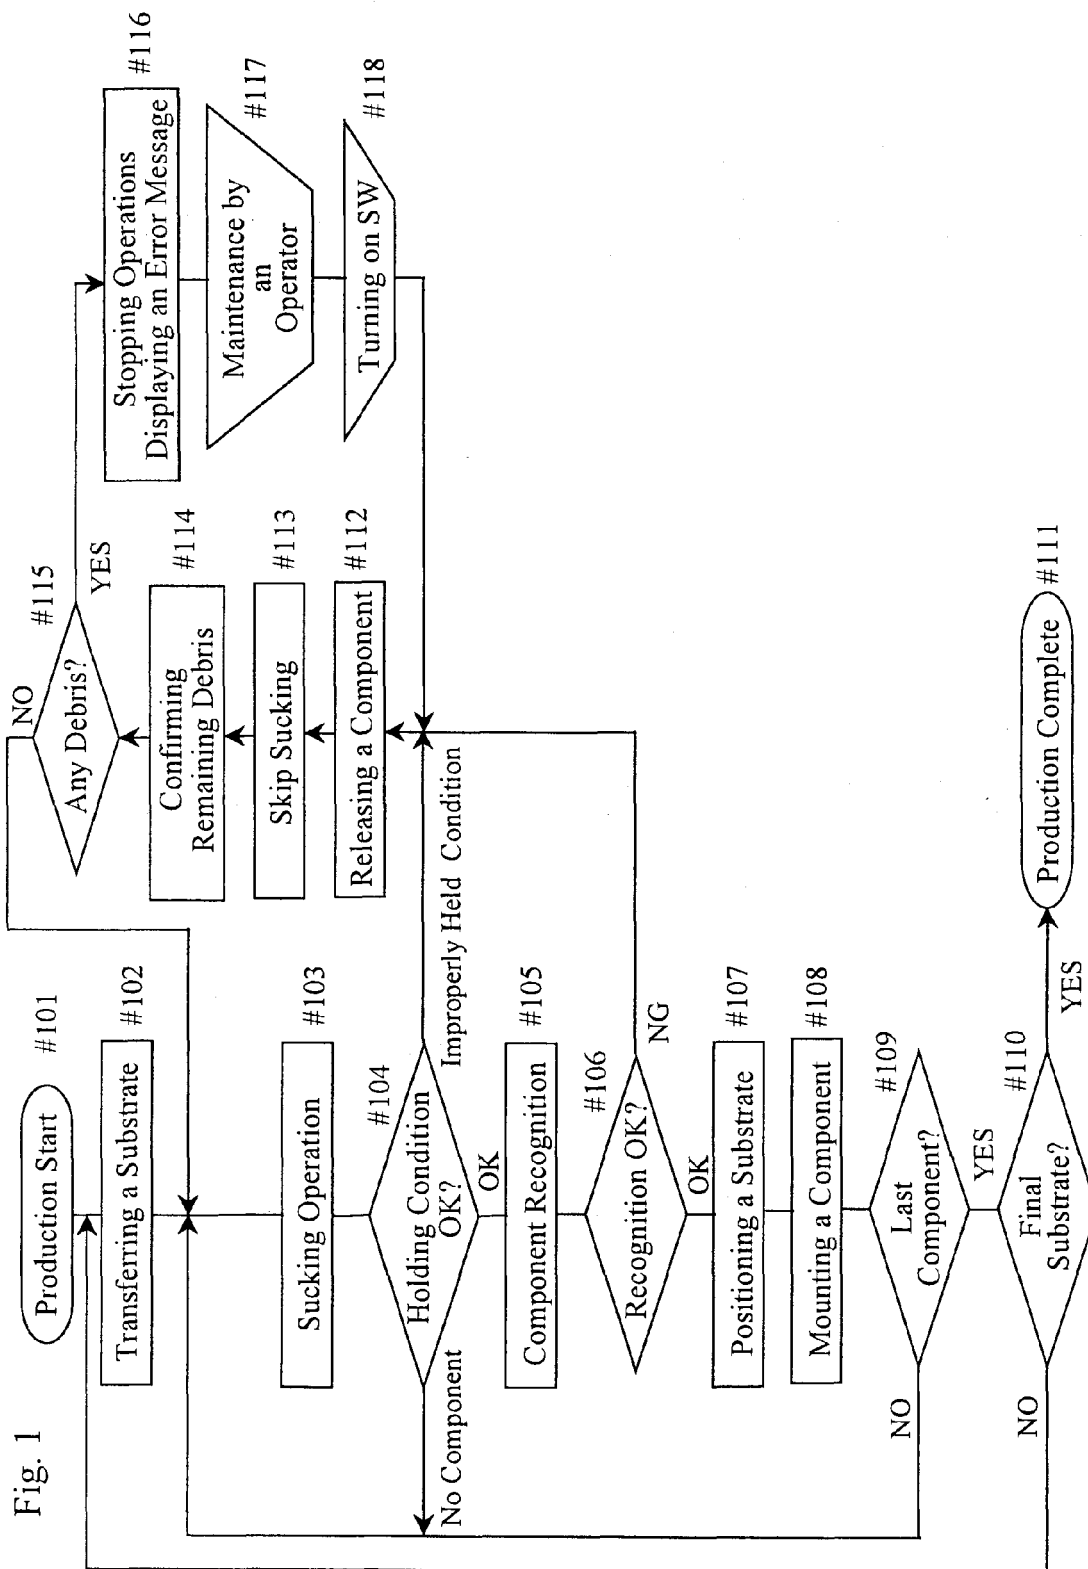 Fig. 1
Production Start
#101
Transferring a Substrate
#102
Sucking Operation
#103
Holding Condition
OK?
#104
No Component
Improperly Held Condition
OK
Component Recognition
#105
Recognition OK?
#106
NG
OK
Positioning a Substrate
#107
Mounting a Component
#108
Last
Component?
#109
NO
YES
Final
Substrate?
#110
NO
YES
Production Complete
#111
Releasing a Component
#112
Skip Sucking
#113
Confirming
Remaining Debris
#114
Any Debris?
#115
NO
YES
Stopping Operations
Displaying an Error Message
#116
Maintenance by
an
Operator
#117
Turning on SW
#118